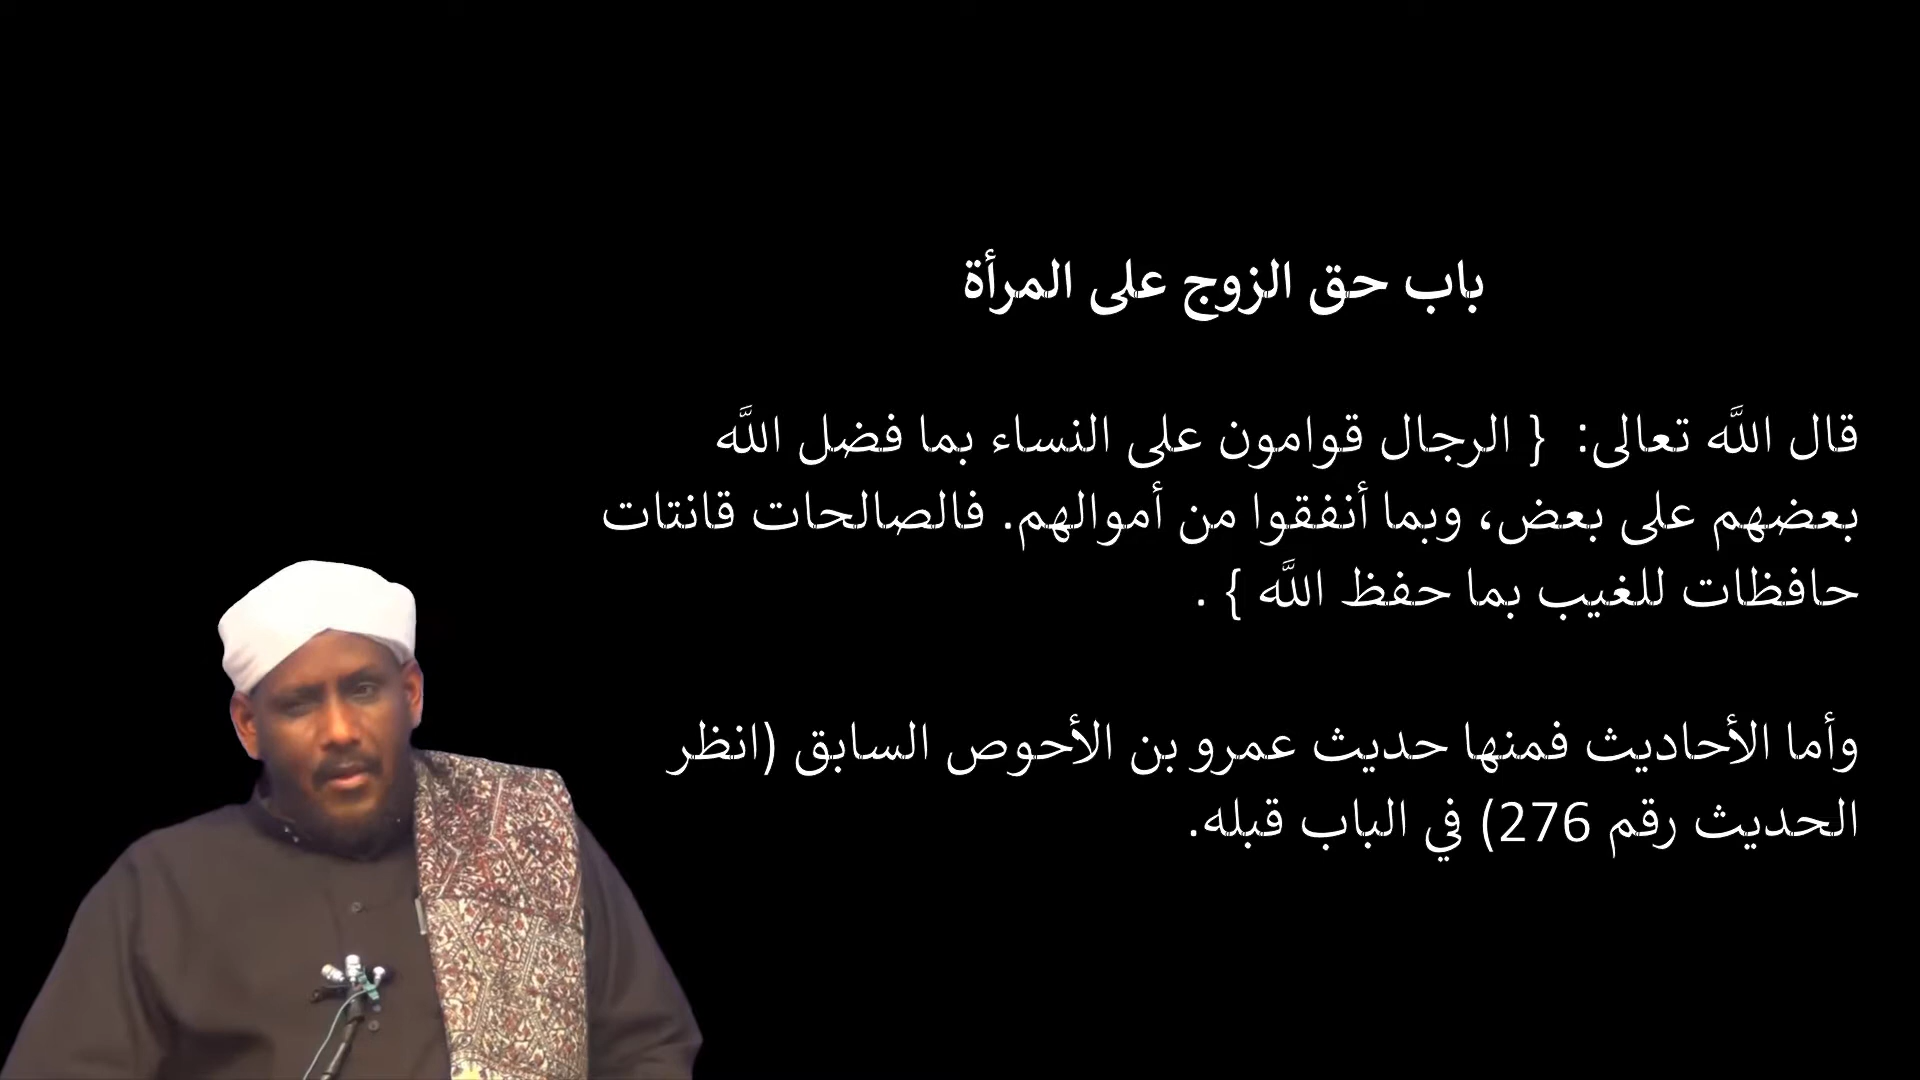 باب حق الزوج على المرأة
قال اللَّه تعالى: { الرجال قوامون على النساء بما فضل اللَّه
بعضهم على بعض، وبما أنفقوا من أموالهم. فالصالحات قانتات
حافظات للغيب بما حفظ اللَّه } .
وأما الأحاديث فمنها حديث عمرو بن الأحوص السابق (انظر
الحديث رقم 276) في الباب قبله.